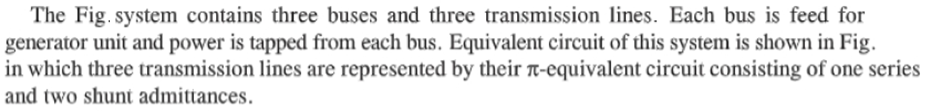 The Fig. system contains three buses and three transmission lines. Each bus is feed for
generator unit and power is tapped from each bus. Equivalent circuit of this system is shown in Fig.
in which three transmission lines are represented by their π-equivalent circuit consisting of one series
and two shunt admittances.